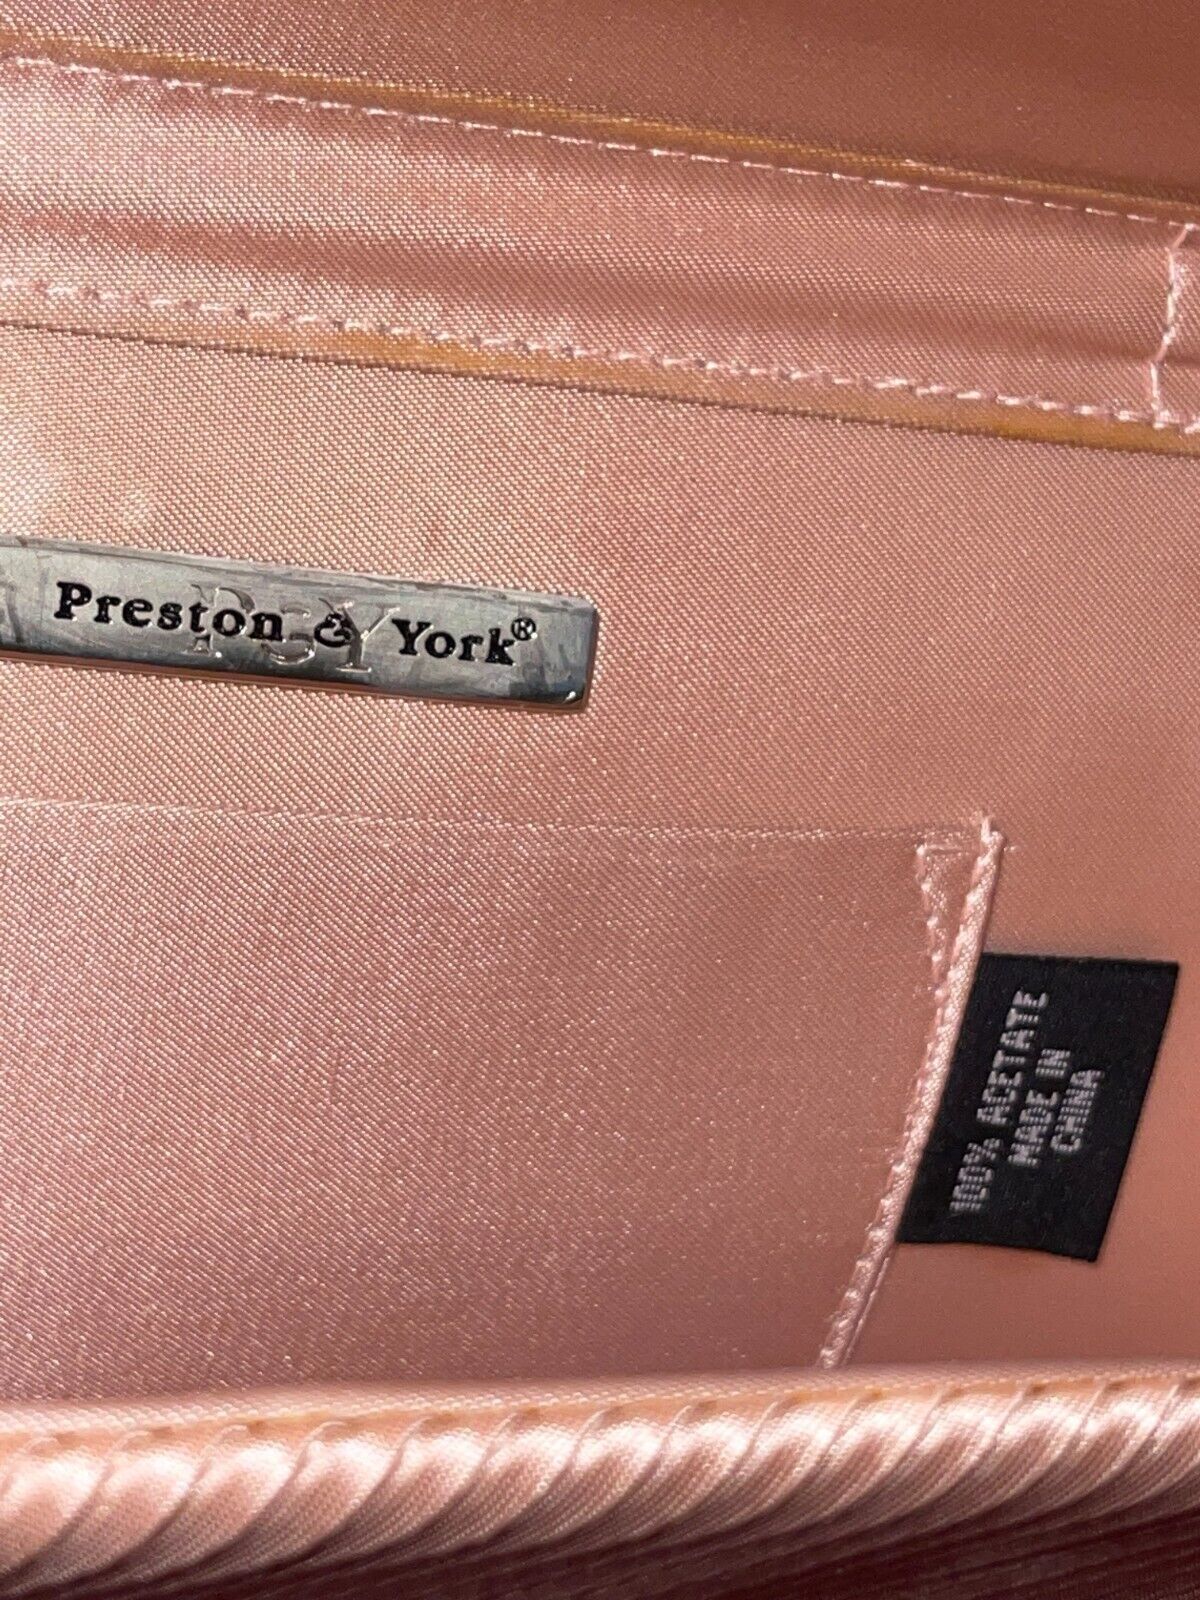 Preston & York®
P&Y
100% ACETATE
MADE IN
CHINA